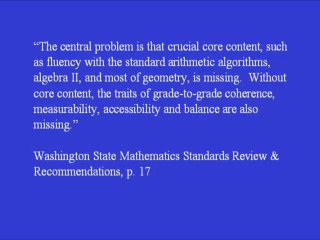 “The central problem is that crucial core content, such
as fluency with the standard arithmetic algorithms,
algebra II, and most of geometry, is missing.  Without
core content, the traits of grade-to-grade coherence,
measurability, accessibility and balance are also
missing.”
Washington State Mathematics Standards Review &
Recommendations, p. 17